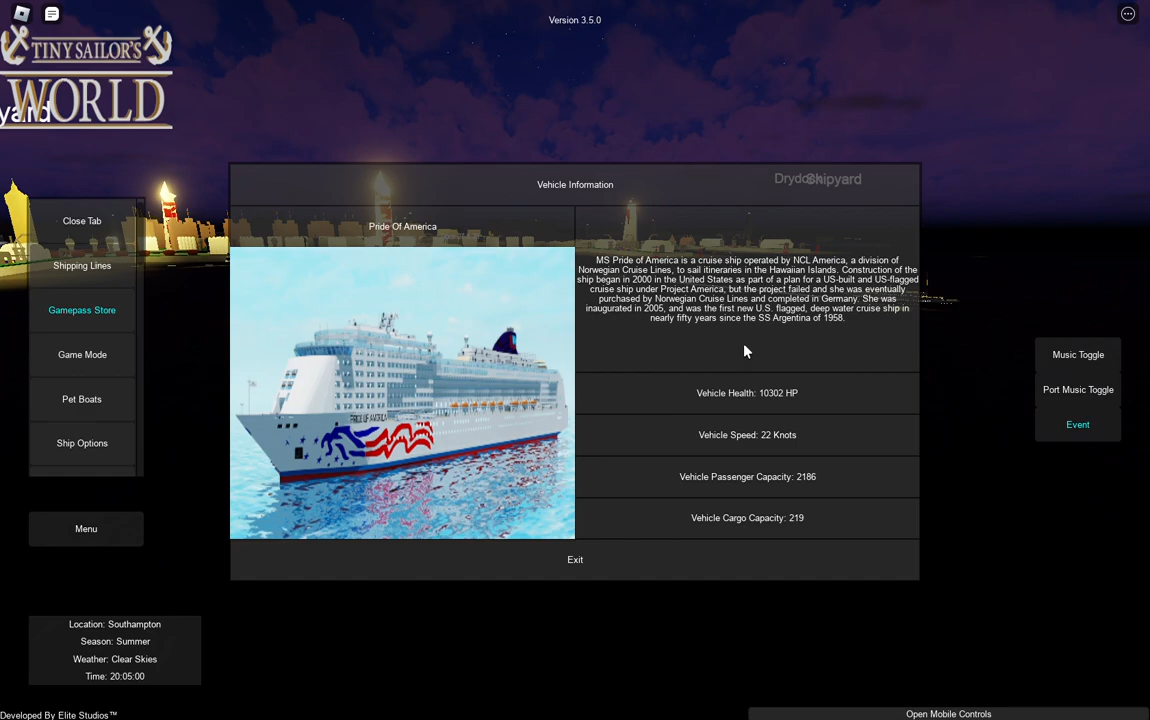 Version 3.5.0
TINY SAILOR'S
WORLD
yard
Vehicle Information
Drydock
Shipyard
Close Tab
Shipping Lines
Gamepass Store
Game Mode
Pet Boats
Ship Options
Menu
Pride Of America
PRIDE OF AMERICA
MS Pride of America is a cruise ship operated by NCL America, a division of
Norwegian Cruise Lines, to sail itineraries in the Hawaiian Islands. Construction of the
ship began in 2000 in the United States as part of a plan for a US-built and US-flagged
cruise ship under Project America, but the project failed and she was eventually
purchased by Norwegian Cruise Lines and completed in Germany. She was
inaugurated in 2005, and was the first new U.S. flagged, deep water cruise ship in
nearly fifty years since the SS Argentina of 1958.
Vehicle Health: 10302 HP
Vehicle Speed: 22 Knots
Vehicle Passenger Capacity: 2186
Vehicle Cargo Capacity: 219
Exit
Music Toggle
Port Music Toggle
Event
Location: Southampton
Season: Summer
Weather: Clear Skies
Time: 20:05:00
Developed By Elite Studios™
Open Mobile Controls